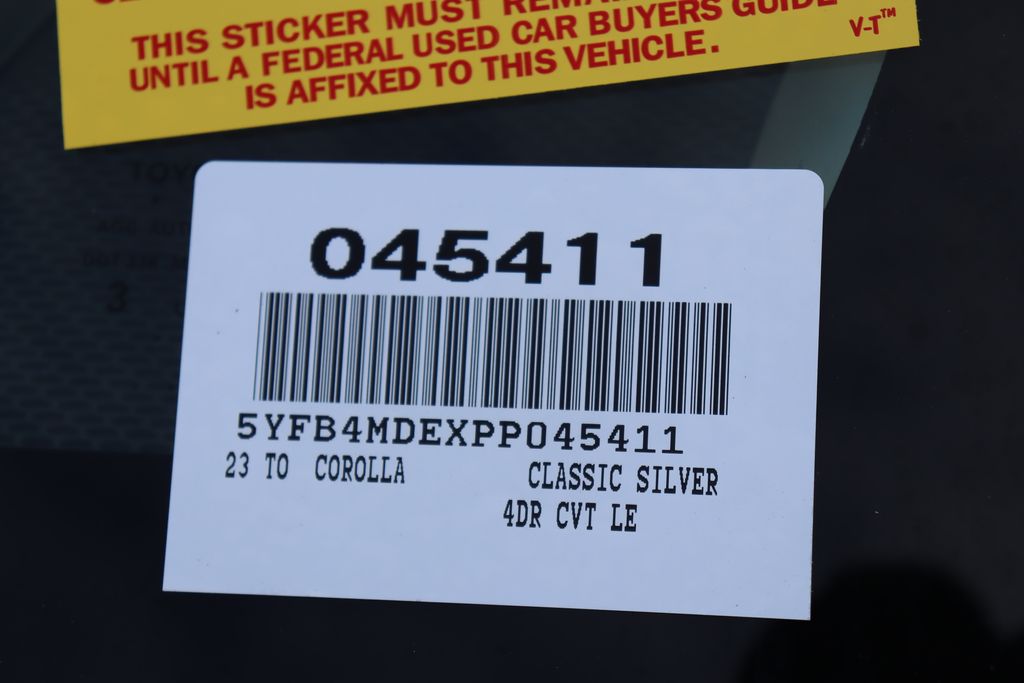 THIS STICKER MUST
UNTIL A FEDERAL USED CAR BUYERS GUIDE
IS AFFIXED TO THIS VEHICLE.
V-T™
045411
5YFB4MDEXPP045411
23 TO COROLLA CLASSIC SILVER
4DR CVT LE
3